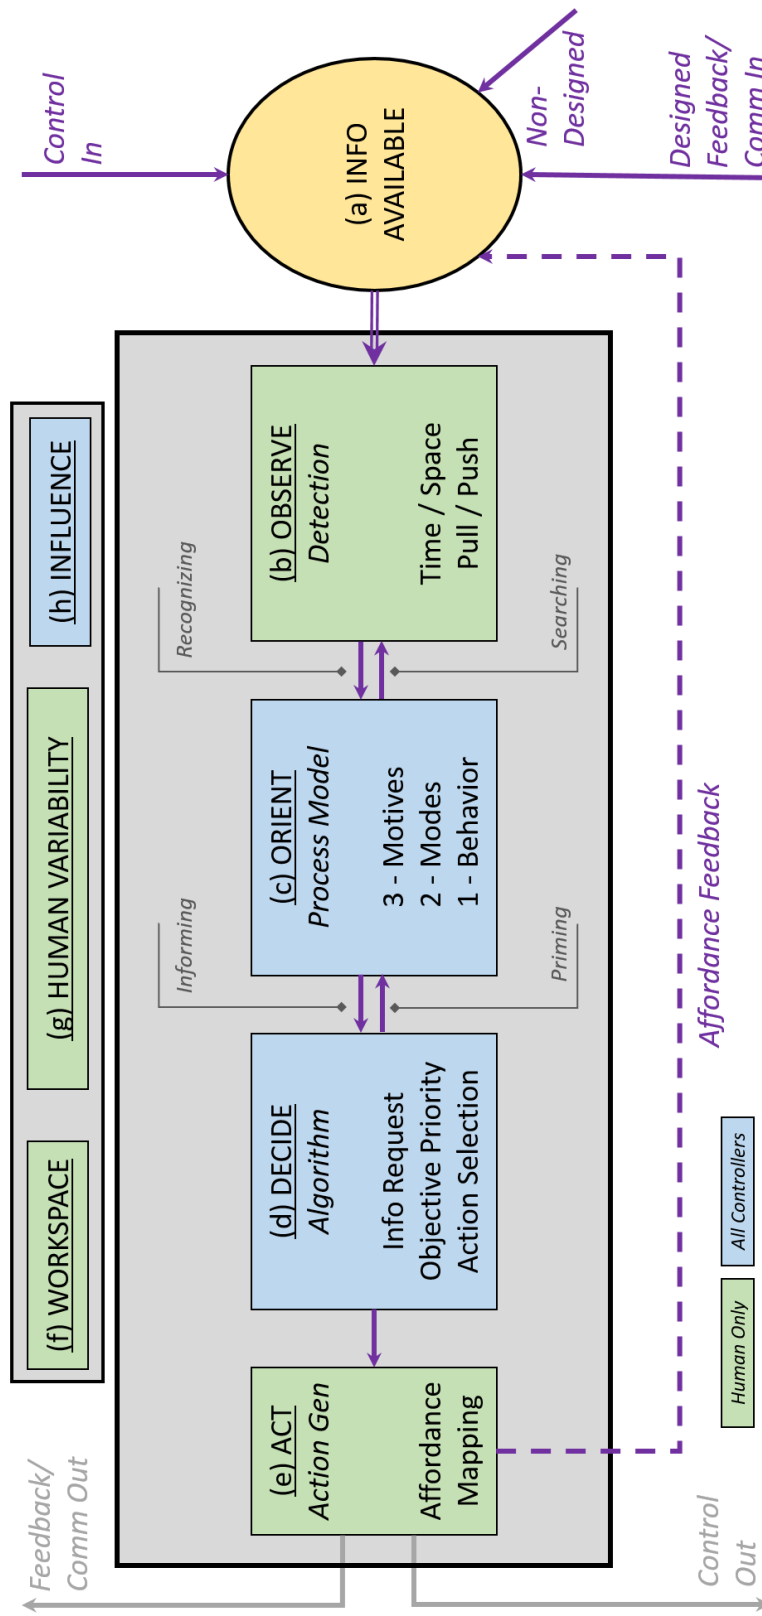 Feedback/
Comm Out
(f) WORKSPACE
(g) HUMAN VARIABILITY
(h) INFLUENCE
Control
In
Informing
Recognizing
(e) ACT
Action Gen
Affordance
Mapping
(d) DECIDE
Algorithm
Info Request
Objective Priority
Action Selection
(c) ORIENT
Process Model
3 - Motives
2 - Modes
1 - Behavior
(b) OBSERVE
Detection
Time / Space
Pull / Push
(a) INFO
AVAILABLE
Priming
Searching
Non-
Designed
Control
Out
Human Only
All Controllers
Affordance Feedback
Designed
Feedback/
Comm In